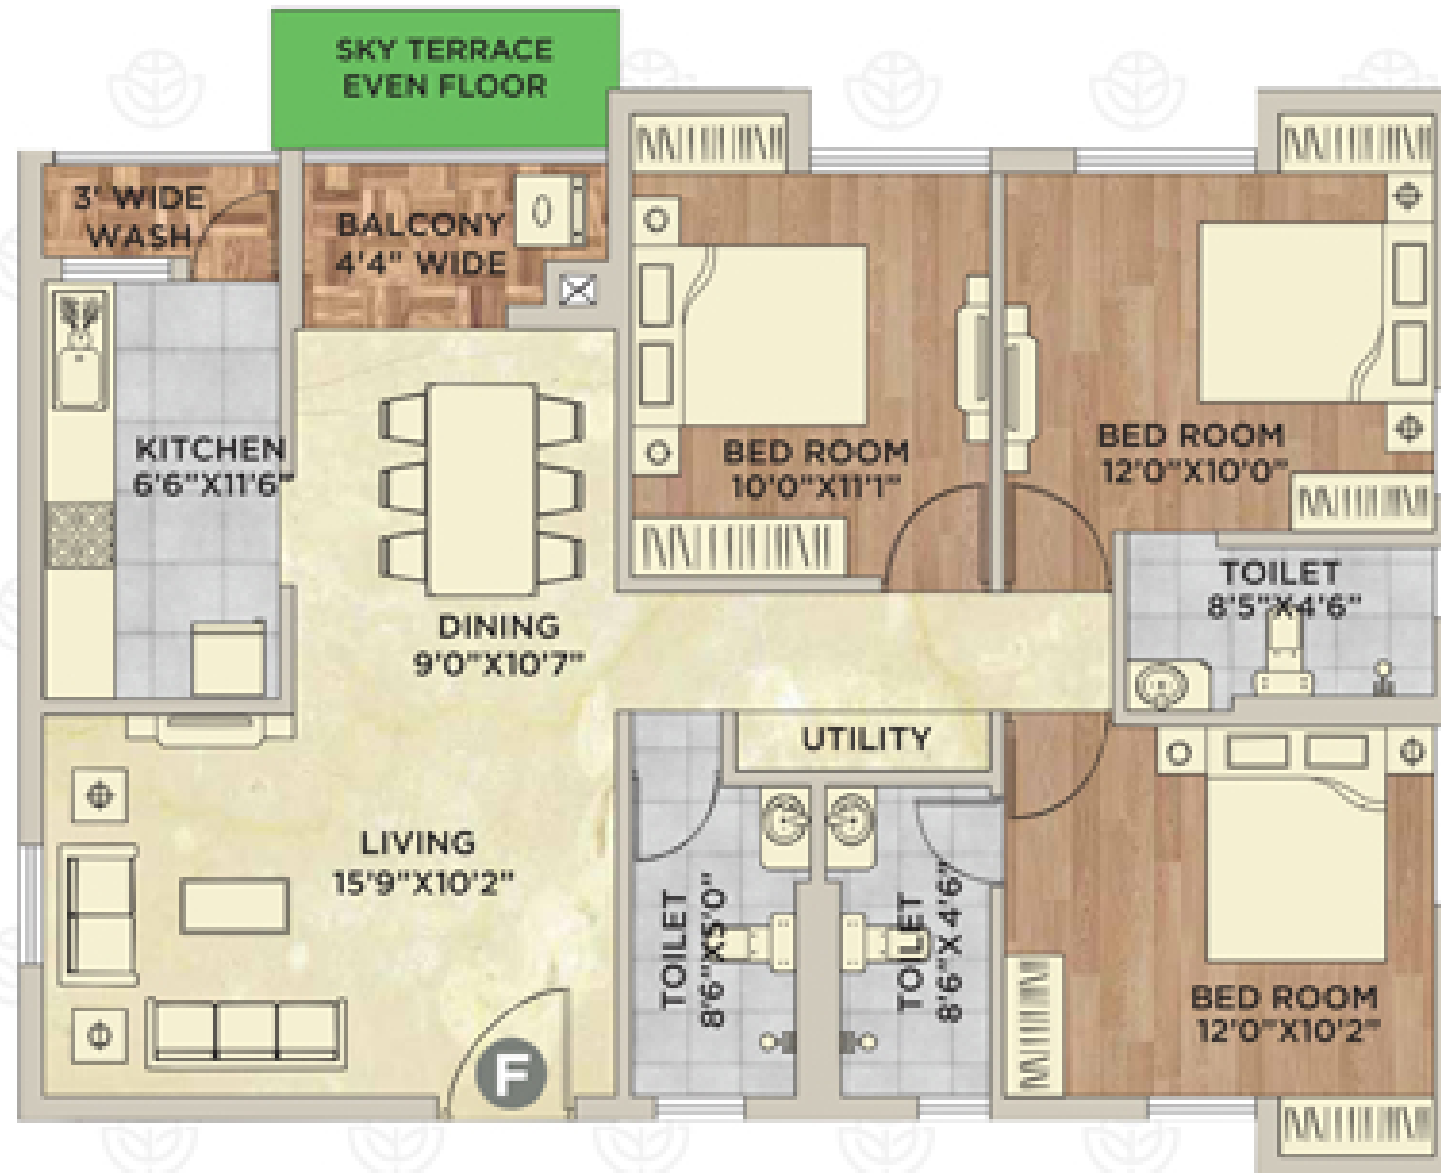 SKY TERRACE
EVEN FLOOR
3' WIDE
WASH
BALCONY
4'4" WIDE
KITCHEN
6'6"X11'6"
BED ROOM
10'0"X11'1"
BED ROOM
12'0"X10'0"
TOILET
8'5"X4'6"
DINING
9'0"X10'7"
UTILITY
LIVING
15'9"X10'2"
TOILET
8'6"X5'0"
TOILET
8'6"X 4'6"
BED ROOM
12'0"X10'2"
F